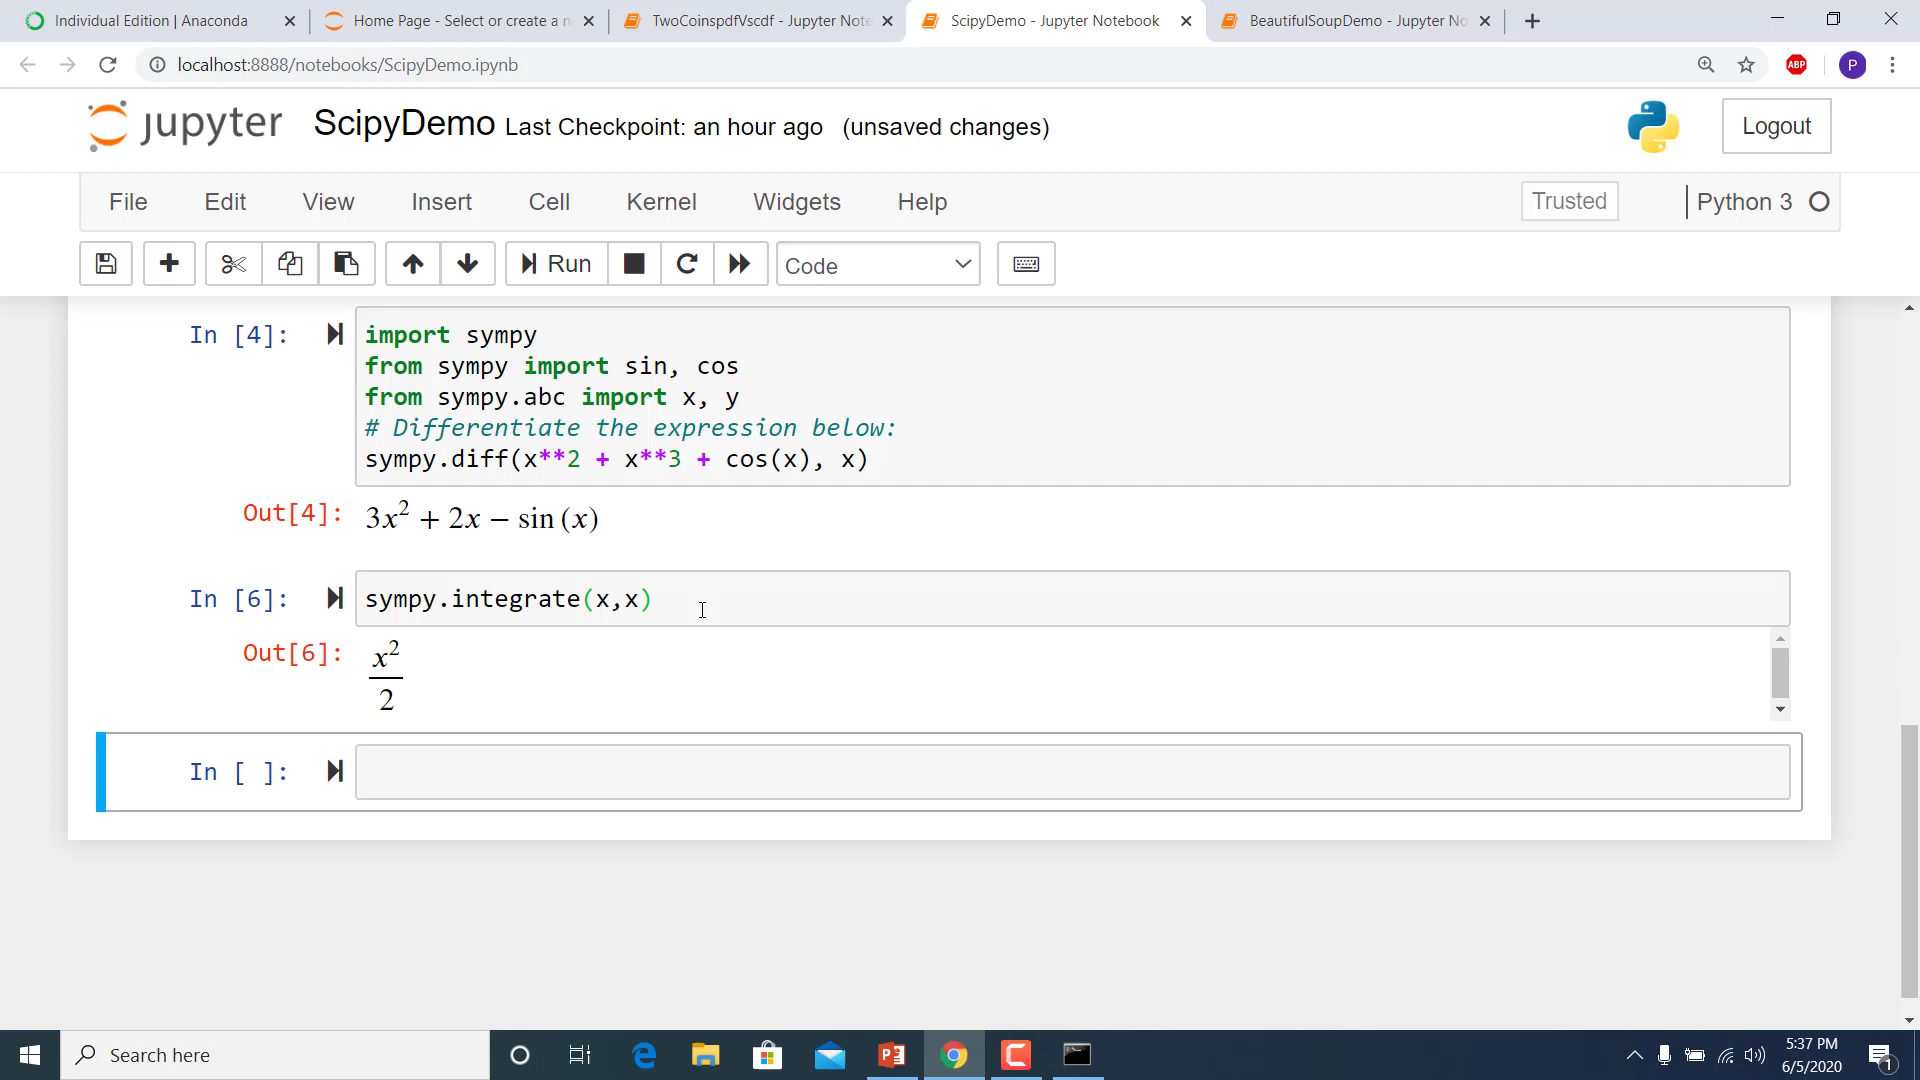 Individual Edition | Anaconda
Home Page - Select or create a n
TwoCoinspdfVscdf - Jupyter Note
ScipyDemo - Jupyter Notebook
BeautifulSoupDemo - Jupyter No
localhost:8888/notebooks/ScipyDemo.ipynb
ABP
P
jupyter ScipyDemo Last Checkpoint: an hour ago (unsaved changes)
Logout
File Edit View Insert Cell Kernel Widgets Help
Trusted
Python 3
Run
Code
In [4]: import sympy
from sympy import sin, cos
from sympy.abc import x, y
# Differentiate the expression below:
sympy.diff(x**2 + x**3 + cos(x), x)
Out[4]: 3x² + 2x − sin (x)
In [6]: sympy.integrate(x,x)
Out[6]: x²
2
In [ ]:
Search here
5:37 PM
6/5/2020
1